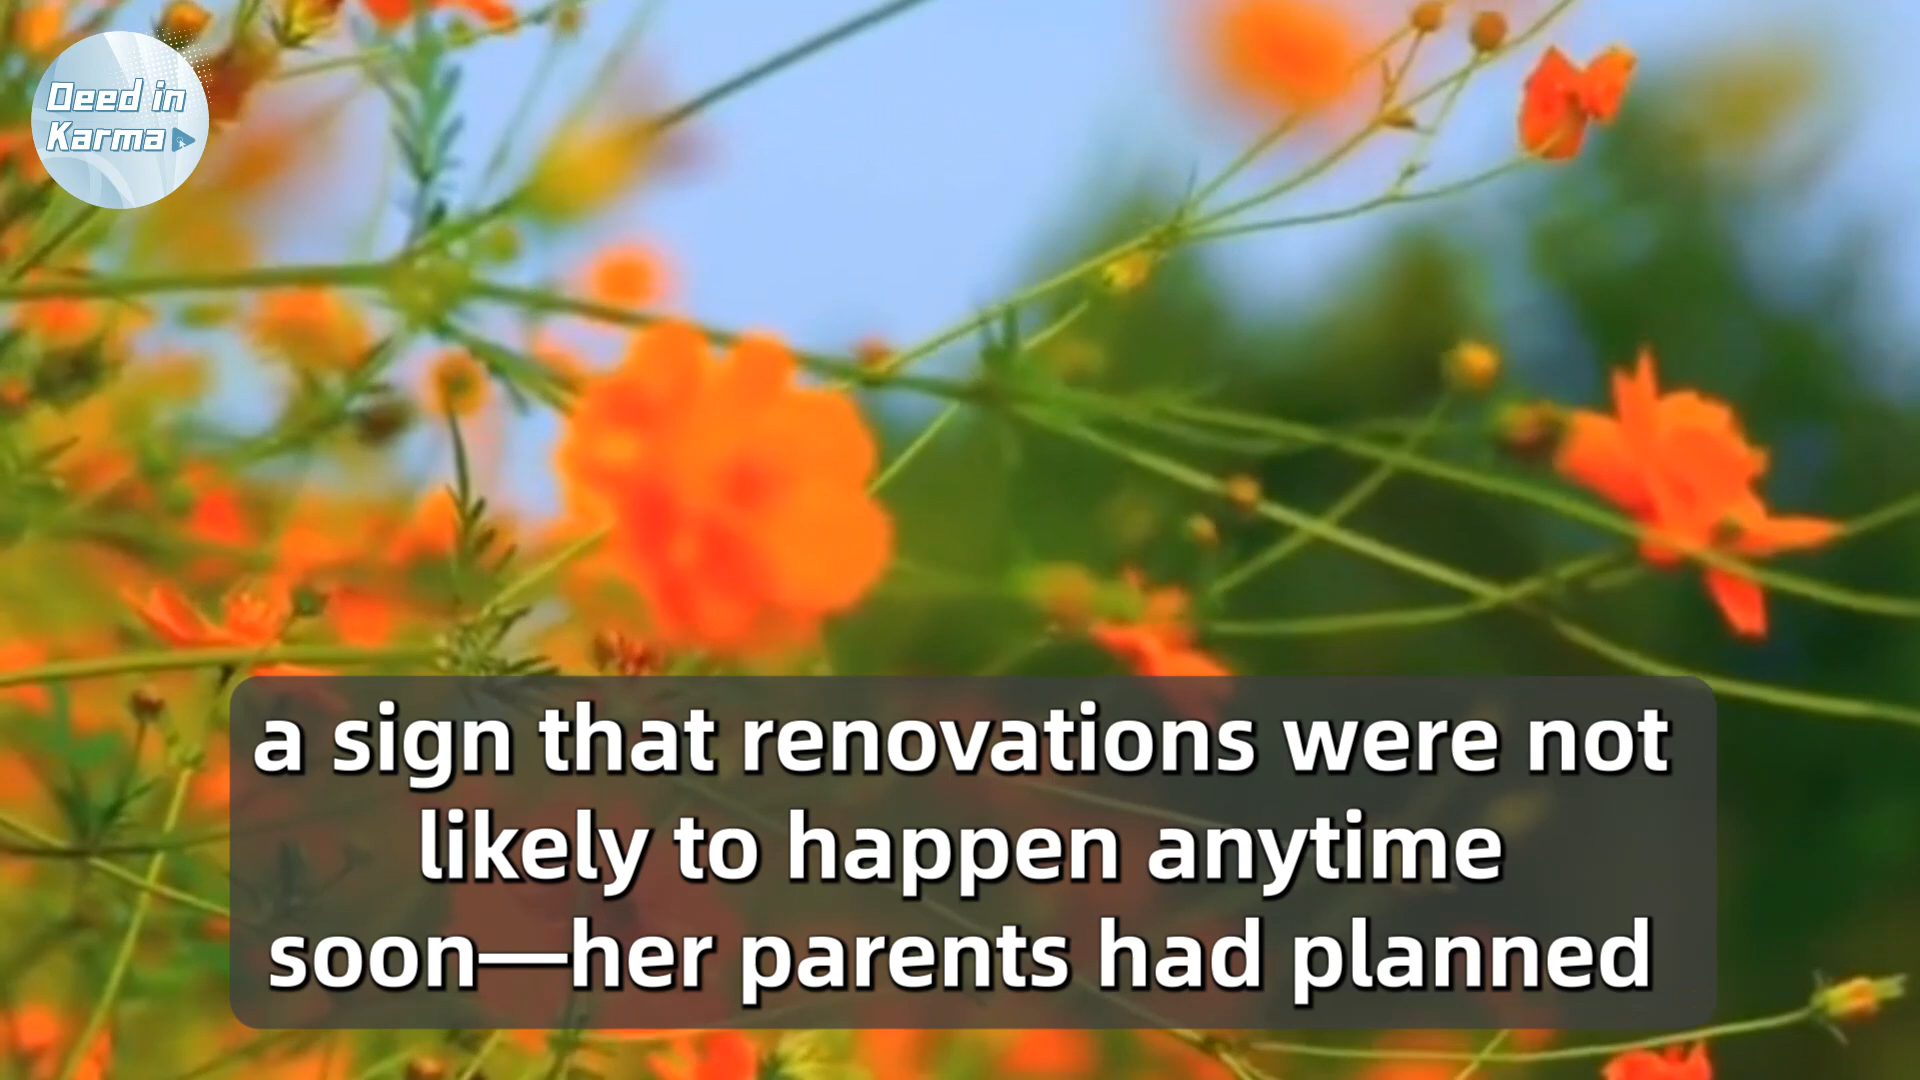 Deed in
Karma
a sign that renovations were not
likely to happen anytime
soon—her parents had planned